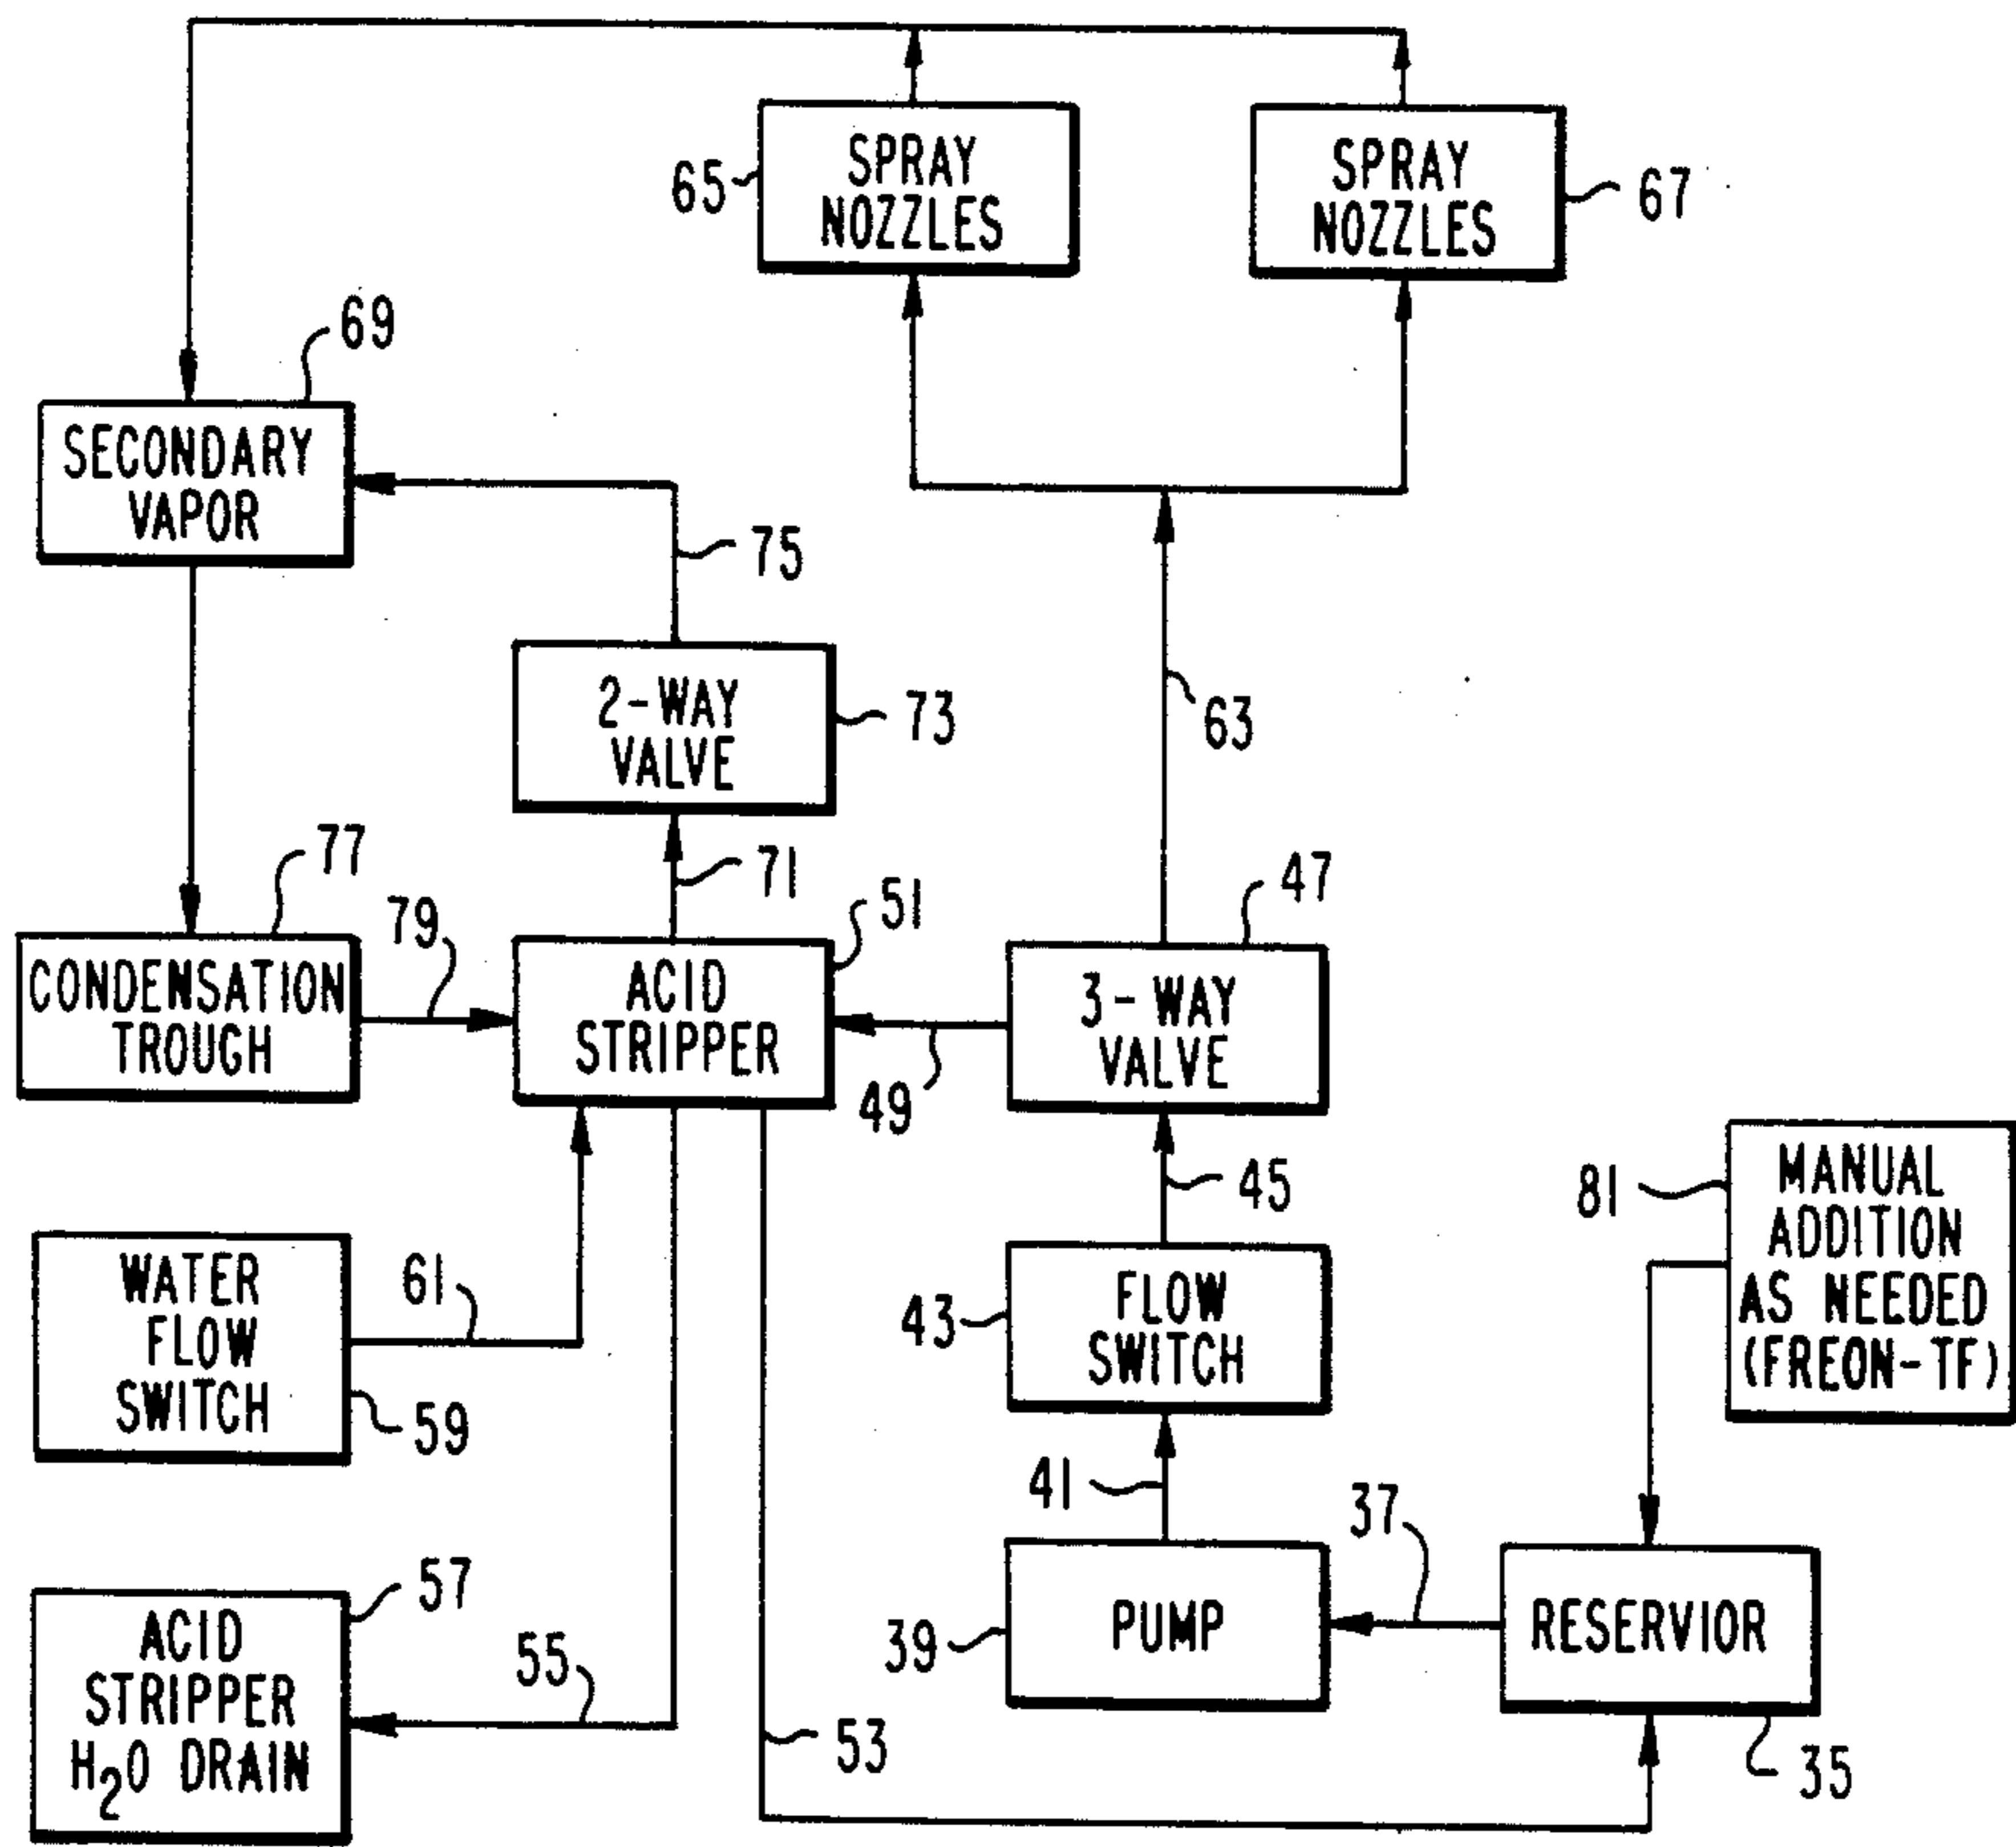 65
SPRAY
NOZZLES
SPRAY
NOZZLES
67
69
SECONDARY
VAPOR
75
2-WAY
VALVE
73
63
77
79
71
51
47
CONDENSATION
TROUGH
ACID
STRIPPER
49
3-WAY
VALVE
45
81
MANUAL
ADDITION
AS NEEDED
(FREON-TF)
WATER
FLOW
SWITCH
61
59
43
FLOW
SWITCH
41
37
57
ACID
STRIPPER
H2O DRAIN
55
53
39
PUMP
RESERVIOR
35